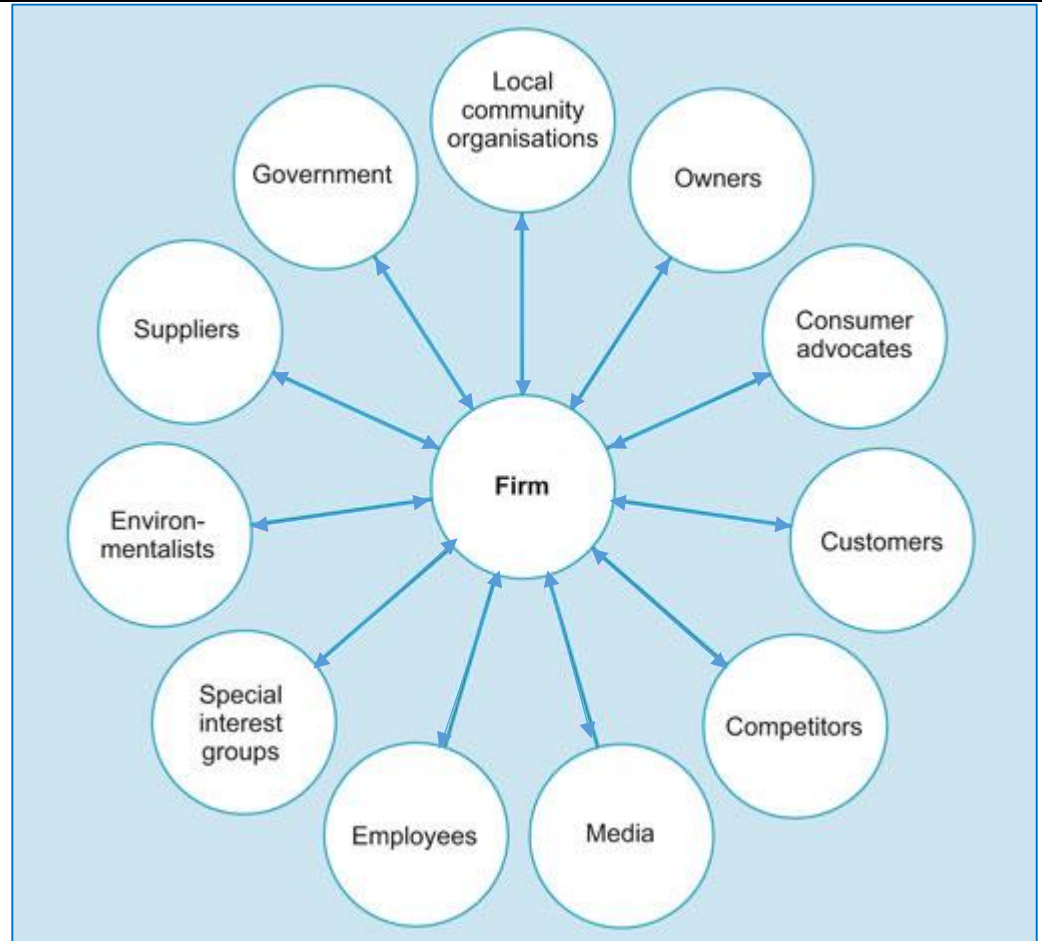 Local
community
organisations
Government
Owners
Suppliers
Consumer
advocates
Firm
Environ-
mentalists
Customers
Special
interest
groups
Competitors
Employees
Media